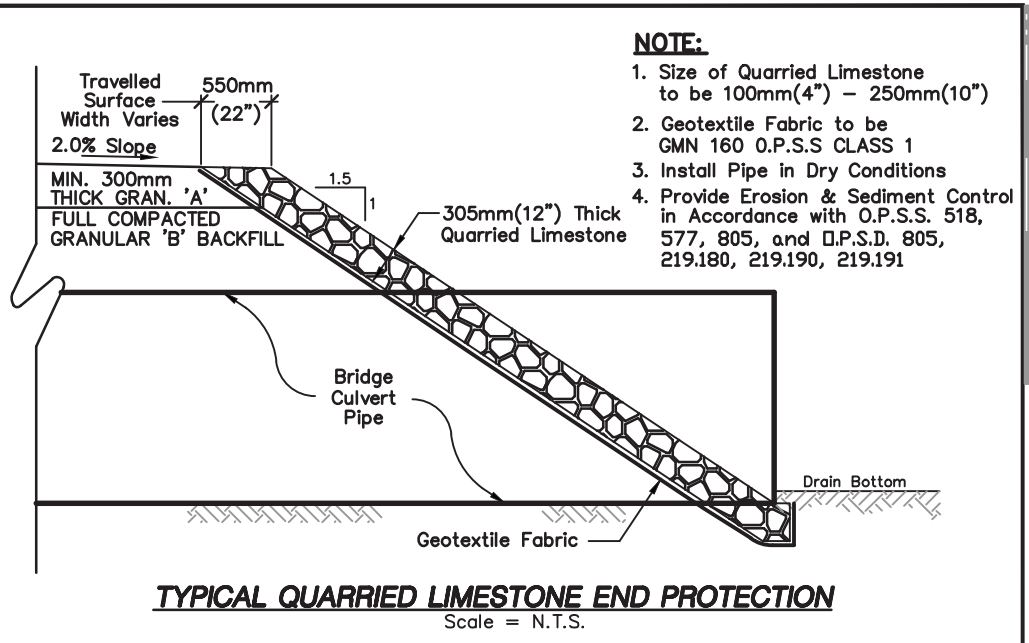 Travelled
Surface
Width Varies
550mm
(22")
2.0% Slope
MIN. 300mm
THICK GRAN. 'A'
FULL COMPACTED
GRANULAR 'B' BACKFILL
1.5
1
305mm(12") Thick
Quarried Limestone
Bridge
Culvert
Pipe
Drain Bottom
Geotextile Fabric
NOTE:
1. Size of Quarried Limestone
to be 100mm(4") – 250mm(10")
2. Geotextile Fabric to be
GMN 160 O.P.S.S CLASS 1
3. Install Pipe in Dry Conditions
4. Provide Erosion & Sediment Control
in Accordance with O.P.S.S. 518,
577, 805, and O.P.S.D. 805,
219.180, 219.190, 219.191
TYPICAL QUARRIED LIMESTONE END PROTECTION
Scale = N.T.S.